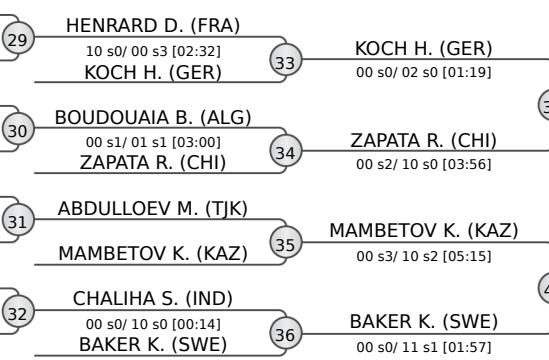 29
HENRARD D. (FRA)
10 s0/ 00 s3 [02:32]
KOCH H. (GER)
33
KOCH H. (GER)
00 s0/ 02 s0 [01:19]
30
BOUDOUAIA B. (ALG)
00 s1/ 01 s1 [03:00]
ZAPATA R. (CHI)
34
ZAPATA R. (CHI)
00 s2/ 10 s0 [03:56]
31
ABDULLOEV M. (TJK)
MAMBETOV K. (KAZ)
35
MAMBETOV K. (KAZ)
00 s3/ 10 s2 [05:15]
32
CHALIHA S. (IND)
00 s0/ 10 s0 [00:14]
BAKER K. (SWE)
36
BAKER K. (SWE)
00 s0/ 11 s1 [01:57]